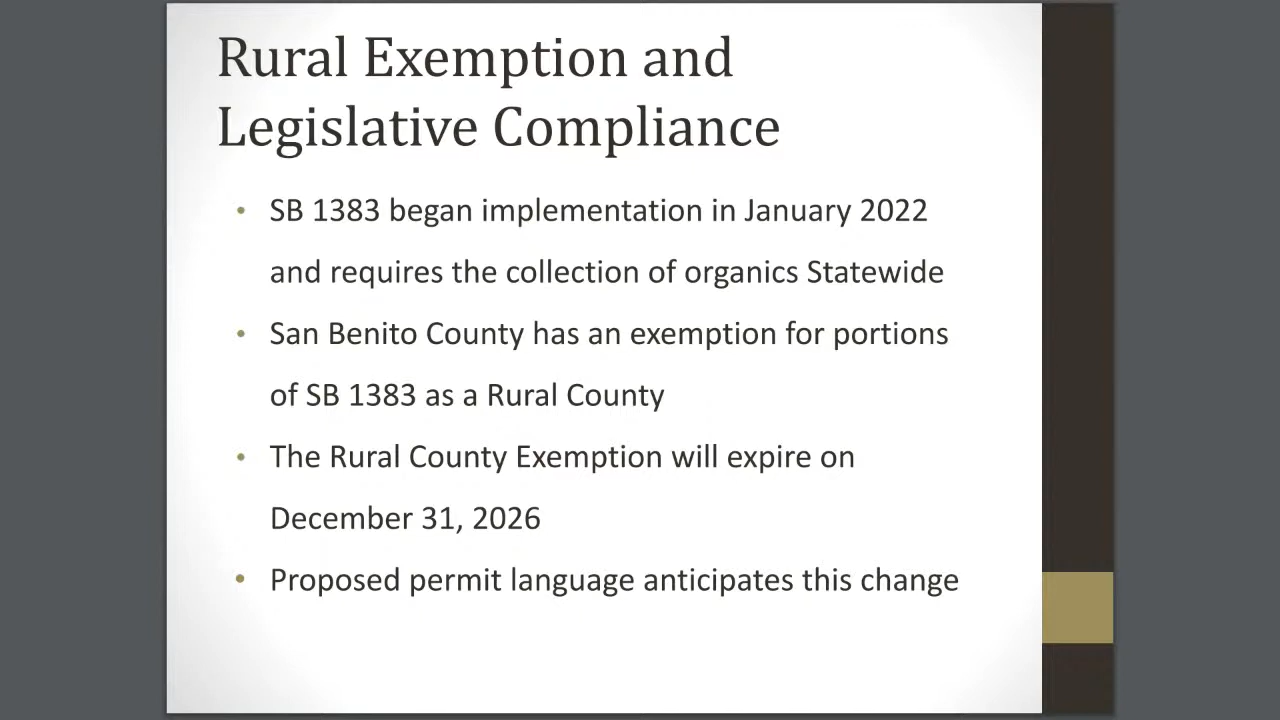 Rural Exemption and
Legislative Compliance
• SB 1383 began implementation in January 2022
and requires the collection of organics Statewide
• San Benito County has an exemption for portions
of SB 1383 as a Rural County
• The Rural County Exemption will expire on
December 31, 2026
• Proposed permit language anticipates this change